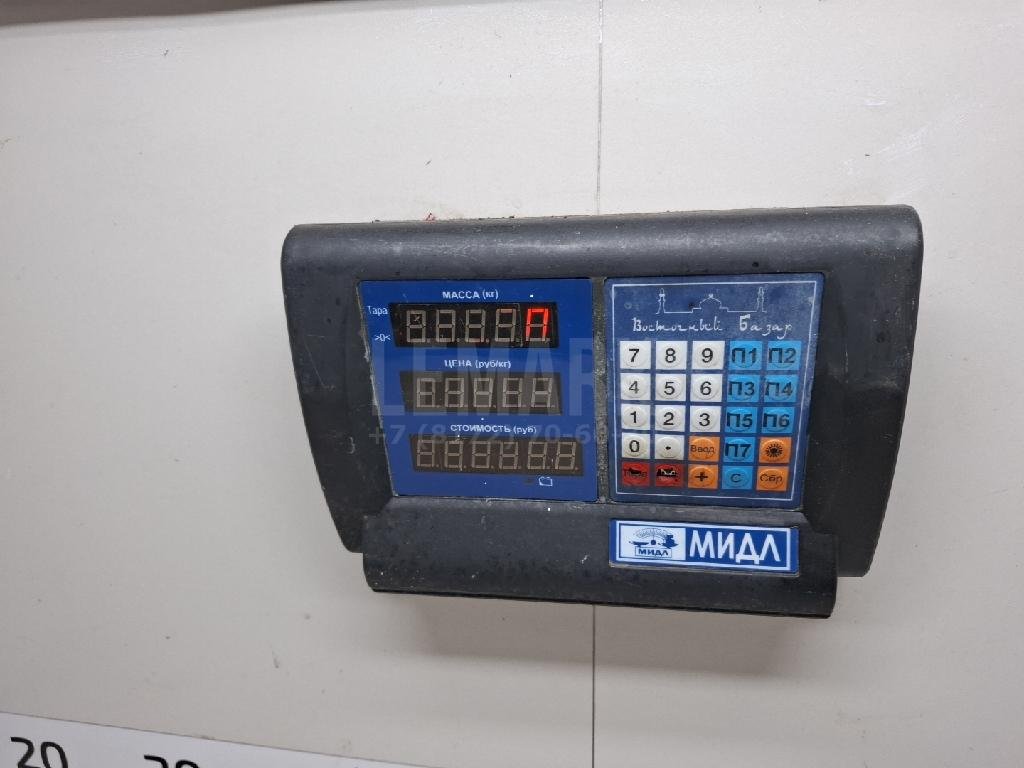 МАССА (кг)
Тара
>0<
П
ЦЕНА (руб/кг)
СТОИМОСТЬ (руб)
Восточный Базар
7 8 9 П1 П2
4 5 6 П3 П4
1 2 3 П5 П6
0 . Ввод П7
+ С Сбр
МИДЛ
МИДЛ
LEMAR
20